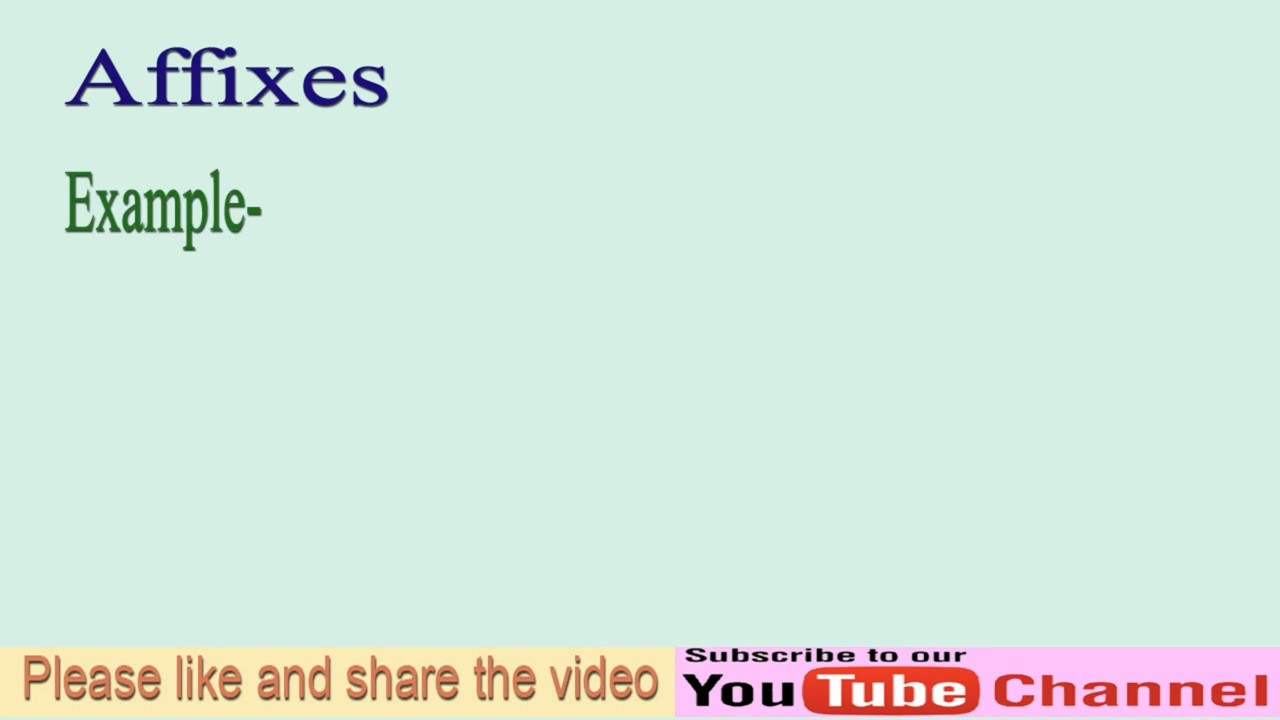 Affixes
Example-
Please like and share the video
Subscribe to our
YouTube Channel